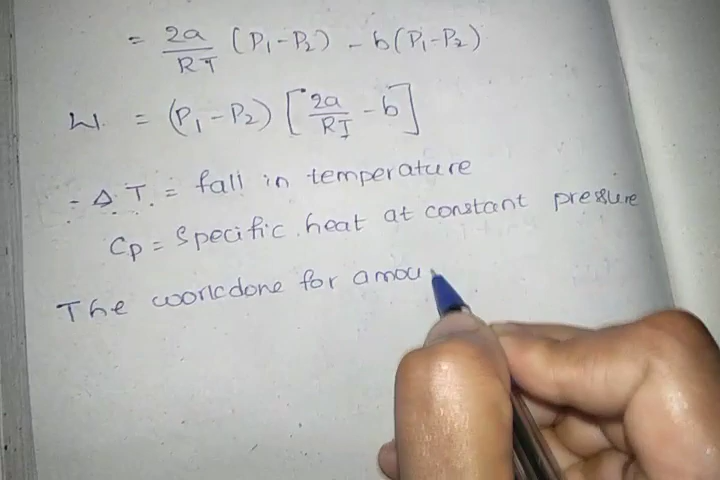 = 2a/RT (P₁-P₂) - b(P₁-P₂)
W = (P₁-P₂) [2a/RT - b]
- ΔT = fall in temperature
Cp = Specific heat at constant pressure
The workdone for amou